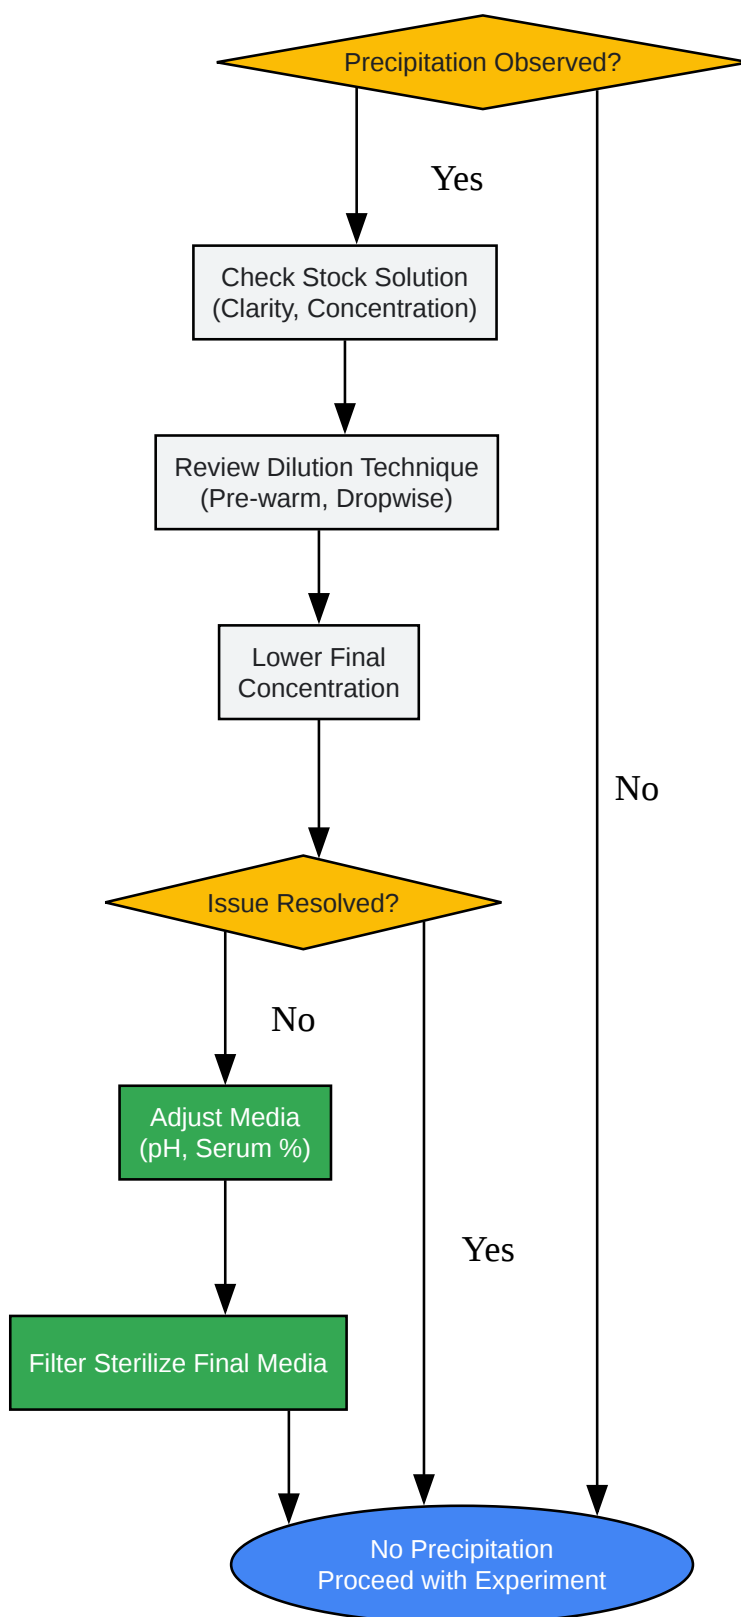 Precipitation Observed?
Yes
Check Stock Solution
(Clarity, Concentration)
Review Dilution Technique
(Pre-warm, Dropwise)
Lower Final
Concentration
No
Issue Resolved?
No
Adjust Media
(pH, Serum %)
Yes
Filter Sterilize Final Media
No Precipitation
Proceed with Experiment